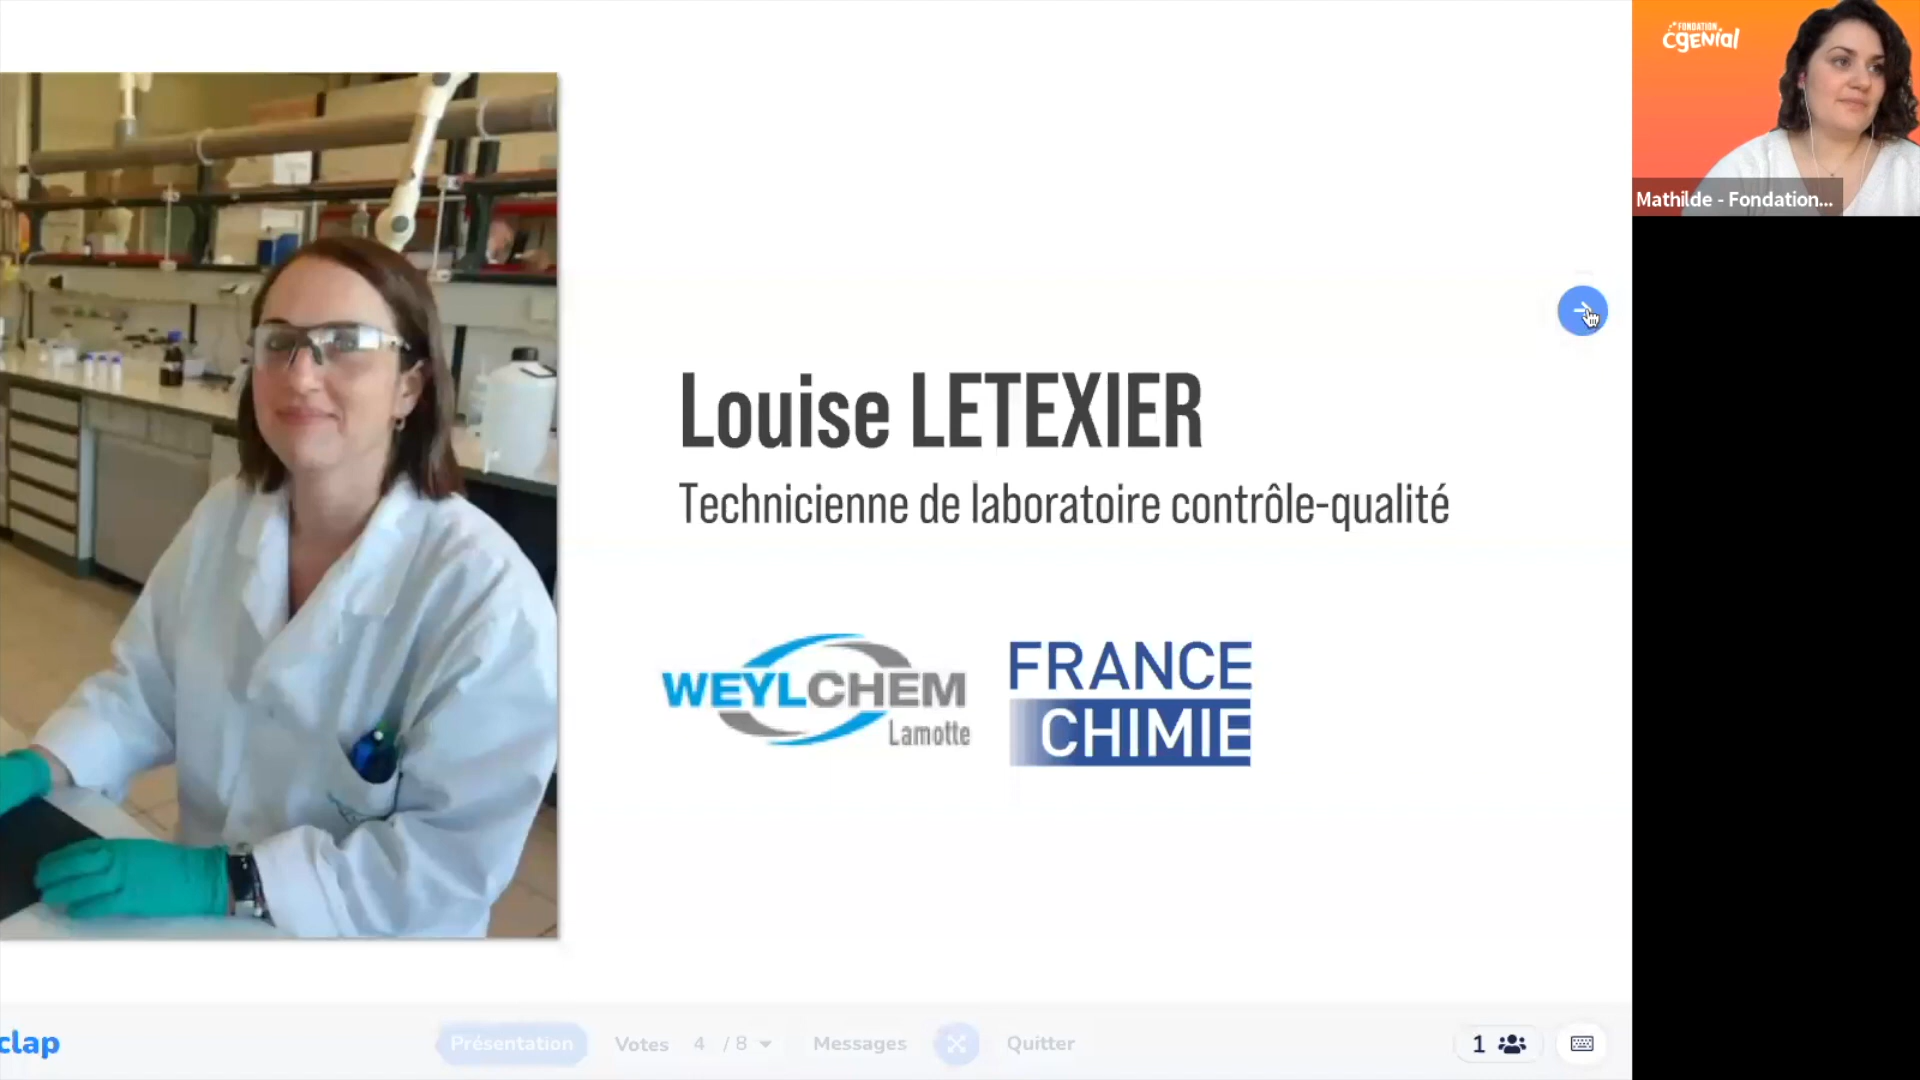 FONDATION
CGENIAL
Mathilde - Fondation...
Louise LETEXIER
Technicienne de laboratoire contrôle-qualité
WEYLCHEM
Lamotte
FRANCE
CHIMIE
clap
Présentation
Votes 4 / 8
Messages
Quitter
1